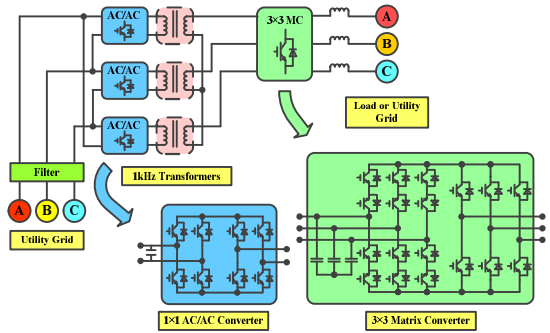 AC/AC
3×3 MC
A
AC/AC
B
C
AC/AC
Load or Utility
Grid
Filter
1kHz Transformers
A
B
C
Utility Grid
1×1 AC/AC Converter
3×3 Matrix Converter